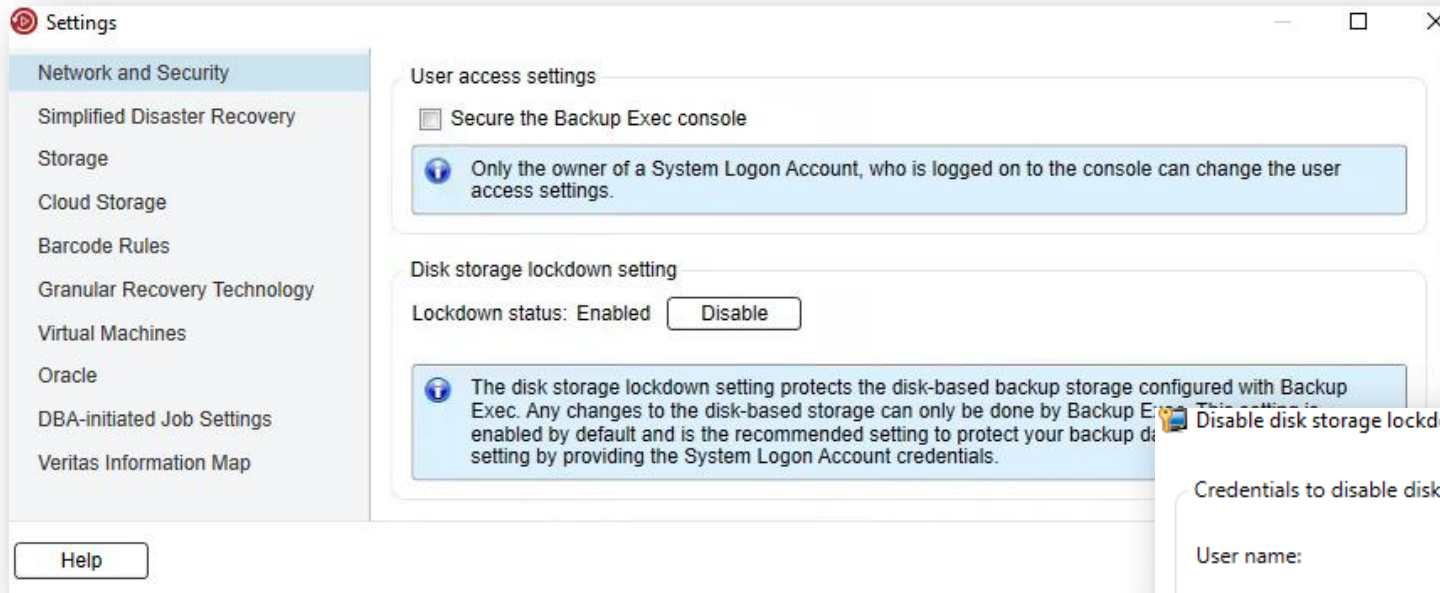 Settings
Network and Security
Simplified Disaster Recovery
Storage
Cloud Storage
Barcode Rules
Granular Recovery Technology
Virtual Machines
Oracle
DBA-initiated Job Settings
Veritas Information Map
Help
User access settings
Secure the Backup Exec console
Only the owner of a System Logon Account, who is logged on to the console can change the user
access settings.
Disk storage lockdown setting
Lockdown status: Enabled Disable
The disk storage lockdown setting protects the disk-based backup storage configured with Backup
Exec. Any changes to the disk-based storage can only be done by Backup
enabled by default and is the recommended setting to protect your backup
setting by providing the System Logon Account credentials.
Disable disk storage
Credentials to disable disk
User name: